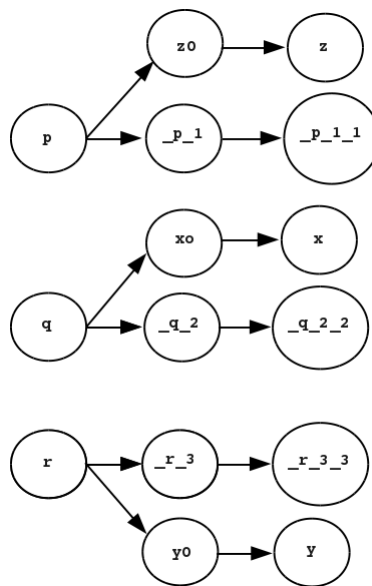 z0 z
p _p_1 _p_1_1
xo x
q _q_2 _q_2_2
r _r_3 _r_3_3
y0 y